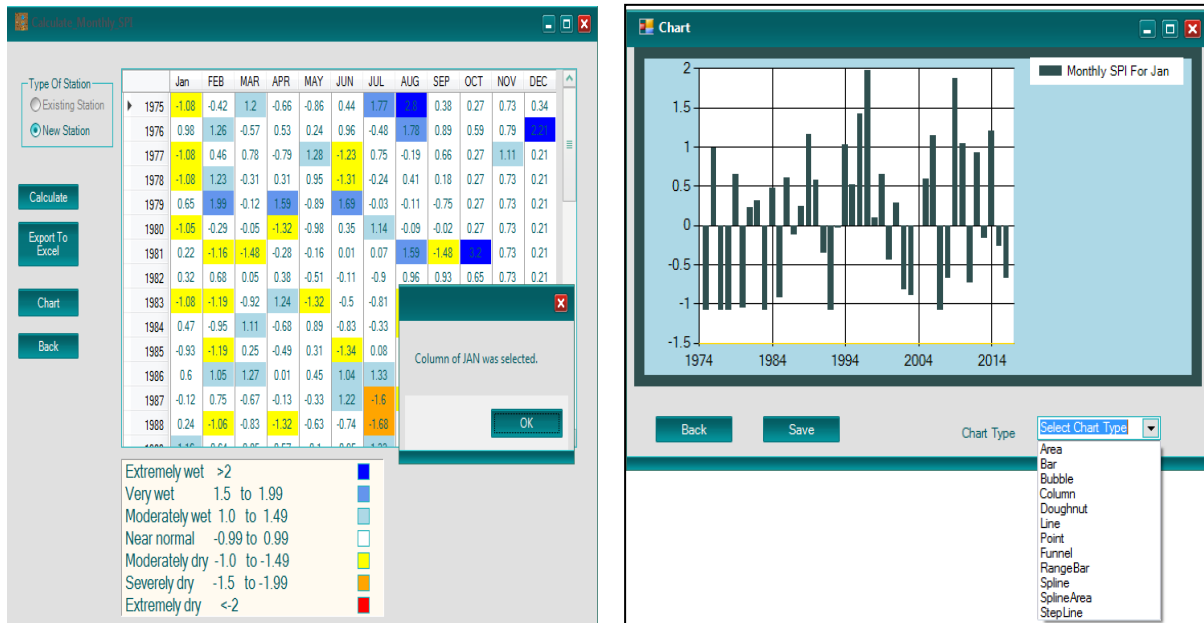 Calculate Monthly SPI
Type Of Station
Existing Station
New Station
Calculate
Export To
Excel
Chart
Back
Jan FEB MAR APR MAY JUN JUL AUG SEP OCT NOV DEC
1975 -1.08 -0.42 1.2 -0.66 -0.86 0.44 1.77 2.8 0.38 0.27 0.73 0.34
1976 0.98 1.26 -0.57 0.53 0.24 0.96 -0.48 1.78 0.89 0.59 0.79 2.21
1977 -1.08 0.46 0.78 -0.79 1.28 -1.23 0.75 -0.19 0.66 0.27 1.11 0.21
1978 -1.08 1.23 -0.31 0.31 0.95 -1.31 -0.24 0.41 0.18 0.27 0.73 0.21
1979 0.65 1.99 -0.12 1.59 -0.89 1.69 -0.03 -0.11 -0.75 0.27 0.73 0.21
1980 -1.05 -0.29 -0.05 -1.32 -0.98 0.35 1.14 -0.09 -0.02 0.27 0.73 0.21
1981 0.22 -1.16 -1.48 -0.28 -0.16 0.01 0.07 1.59 -1.48 3.2 0.73 0.21
1982 0.32 0.68 0.05 0.38 -0.51 -0.11 -0.9 0.96 0.93 0.65 0.73 0.21
1983 -1.08 -1.19 -0.92 1.24 -1.32 -0.5 -0.81
1984 0.47 -0.95 1.11 -0.68 0.89 -0.83 -0.33
1985 -0.93 -1.19 0.25 -0.49 0.31 -1.34 0.08
1986 0.6 1.05 1.27 0.01 0.45 1.04 1.33
1987 -0.12 0.75 -0.67 -0.13 -0.33 1.22 -1.6
1988 0.24 -1.06 -0.83 -1.32 -0.63 -0.74 -1.68
Column of JAN was selected.
OK
Extremely wet >2
Very wet 1.5 to 1.99
Moderately wet 1.0 to 1.49
Near normal -0.99 to 0.99
Moderately dry -1.0 to -1.49
Severely dry -1.5 to -1.99
Extremely dry <-2
Chart
Monthly SPI For Jan
2
1.5
1
0.5
0
-0.5
-1
-1.5
1974 1984 1994 2004 2014
Back
Save
Chart Type
Select Chart Type
Area
Bar
Bubble
Column
Doughnut
Line
Point
Funnel
RangeBar
Spline
SplineArea
StepLine